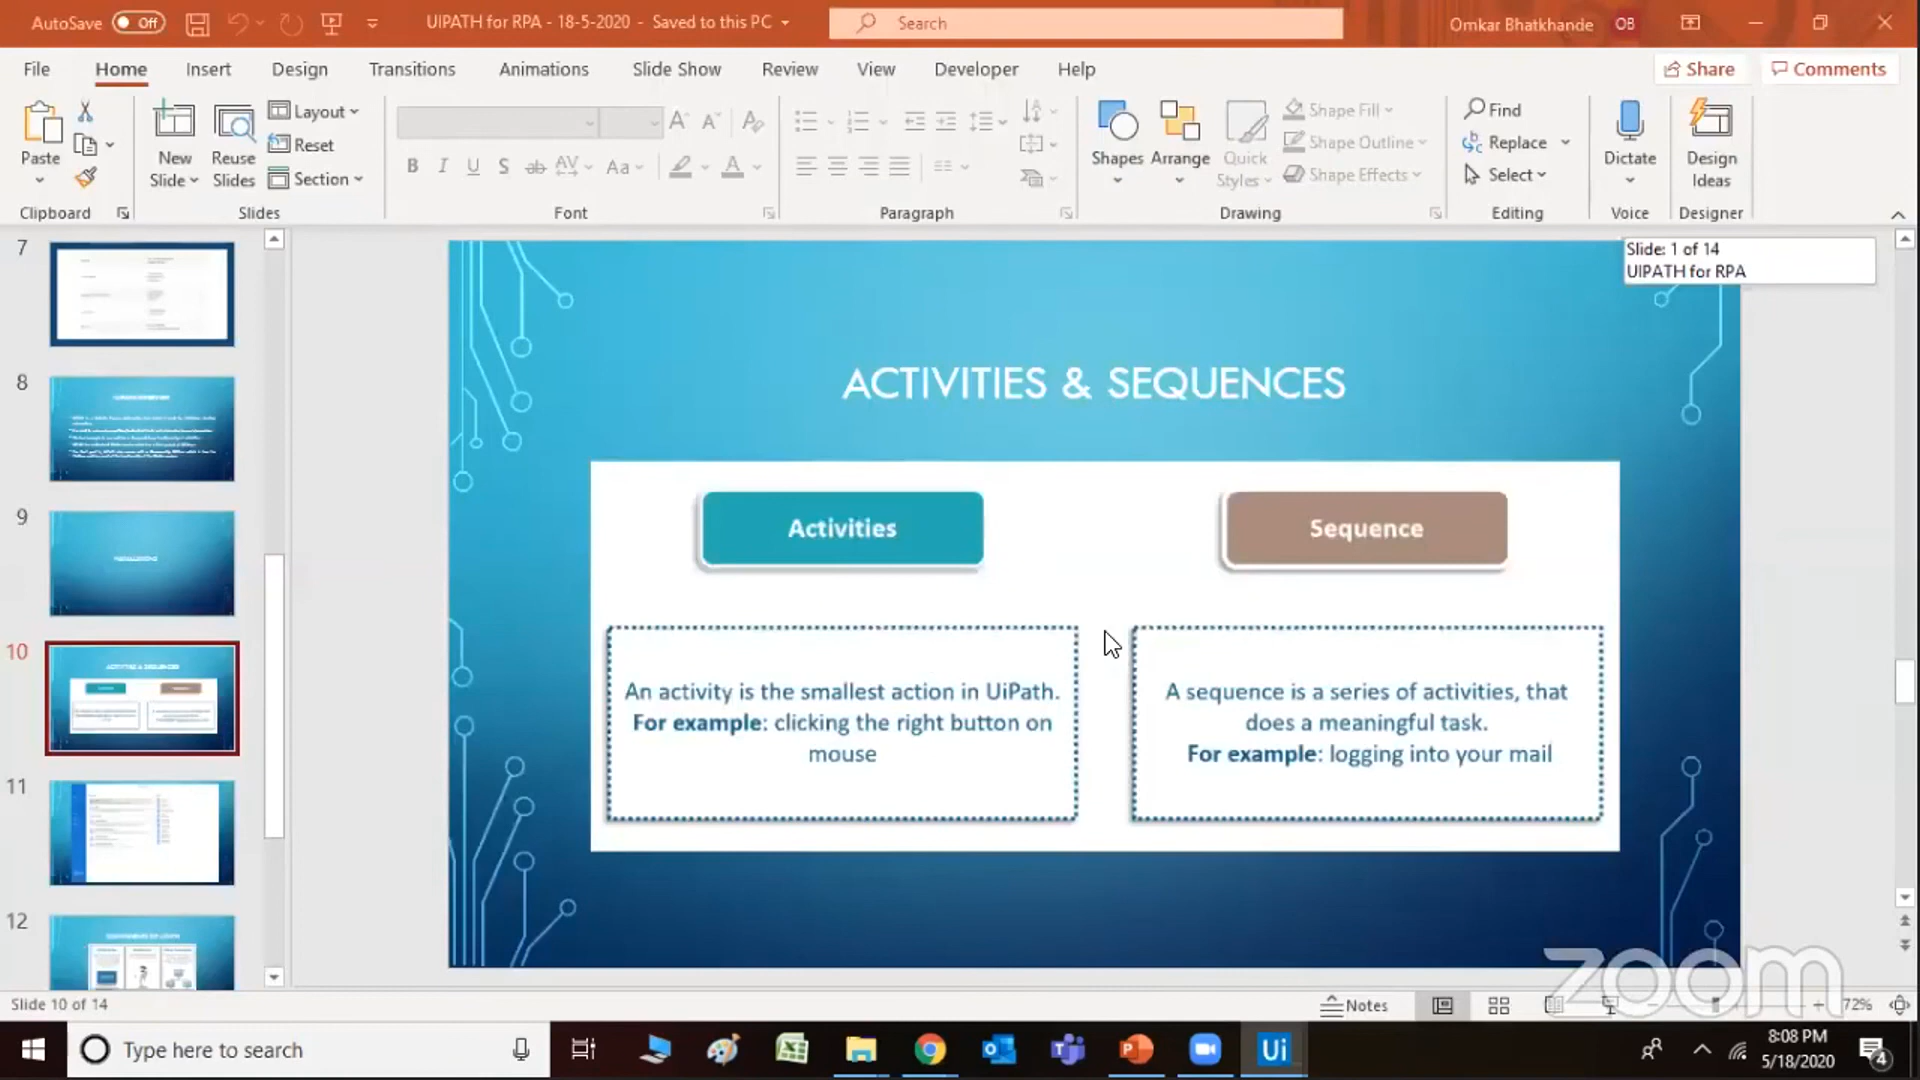 AutoSave Off
UIPATH for RPA - 18-5-2020 - Saved to this PC
Search
Omkar Bhatkhande OB
File Home Insert Design Transitions Animations Slide Show Review View Developer Help
Share Comments
Paste
New Slide
Reuse Slides
Layout
Reset
Section
B I U S ab AV Aa A
Shapes Arrange Quick Styles
Shape Fill
Shape Outline
Shape Effects
Find
Replace
Select
Dictate
Design Ideas
Clipboard Slides Font Paragraph Drawing Editing Voice Designer
Slide: 1 of 14
UIPATH for RPA
7
8
9
10
11
12
ACTIVITIES & SEQUENCES
Activities
Sequence
An activity is the smallest action in UiPath.
For example: clicking the right button on
mouse
A sequence is a series of activities, that
does a meaningful task.
For example: logging into your mail
zoom
Slide 10 of 14
Notes
72%
Type here to search
Ui
8:08 PM
5/18/2020
4